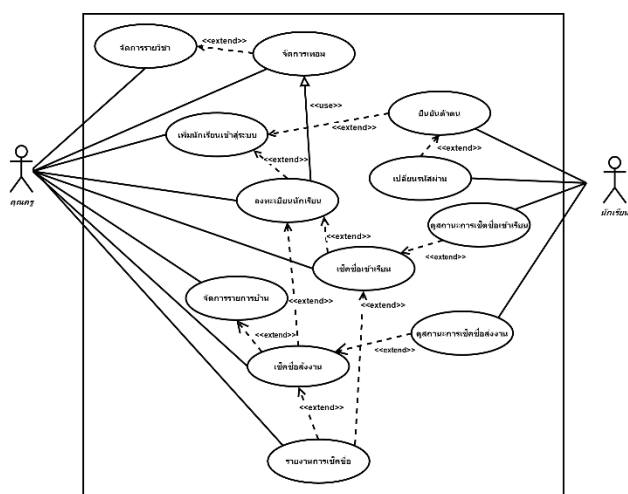 จัดการรายวิชา
<<extend>>
จัดการเทอม
<<use>>
ยืนยันตัวตน
เพิ่มนักเรียนเข้าสู่ระบบ
<<extend>>
<<extend>>
<<extend>>
เปลี่ยนรหัสผ่าน
คุณครู
นักเรียน
ลงทะเบียนนักเรียน
ดูสถานะการเช็คชื่อเข้าเรียน
<<extend>>
<<extend>>
เช็คชื่อเข้าเรียน
จัดการรายการบ้าน
<<extend>>
ดูสถานะการเช็คชื่อส่งงาน
<<extend>>
<<extend>>
เช็คชื่อส่งงาน
<<extend>>
<<extend>>
รายงานการเช็คชื่อ